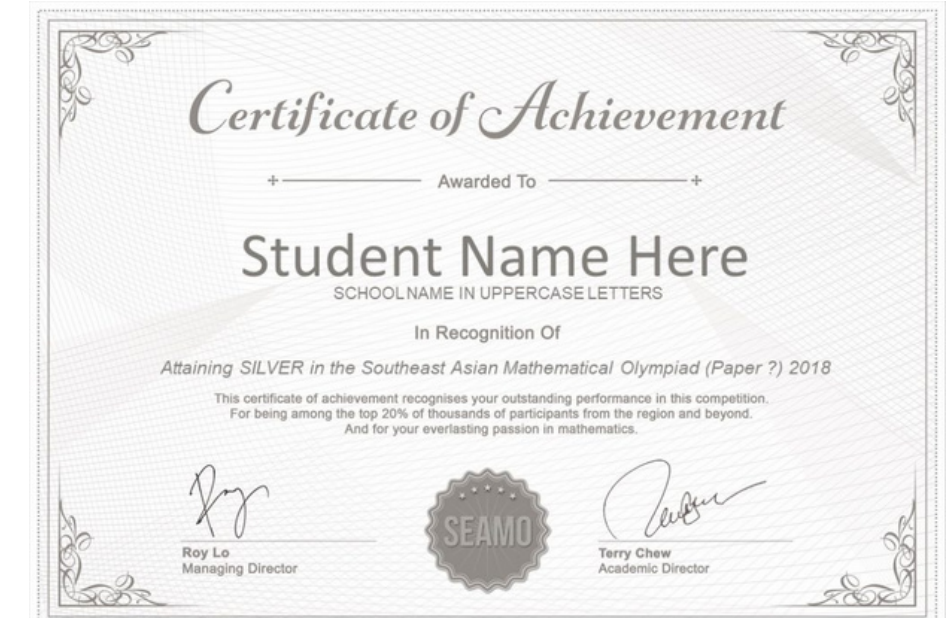 Certificate of Achievement
Awarded To
Student Name Here
SCHOOL NAME IN UPPERCASE LETTERS
In Recognition Of
Attaining SILVER in the Southeast Asian Mathematical Olympiad (Paper ?) 2018
This certificate of achievement recognises your outstanding performance in this competition.
For being among the top 20% of thousands of participants from the region and beyond.
And for your everlasting passion in mathematics.
SEAMO
Roy Lo
Managing Director
Terry Chew
Academic Director